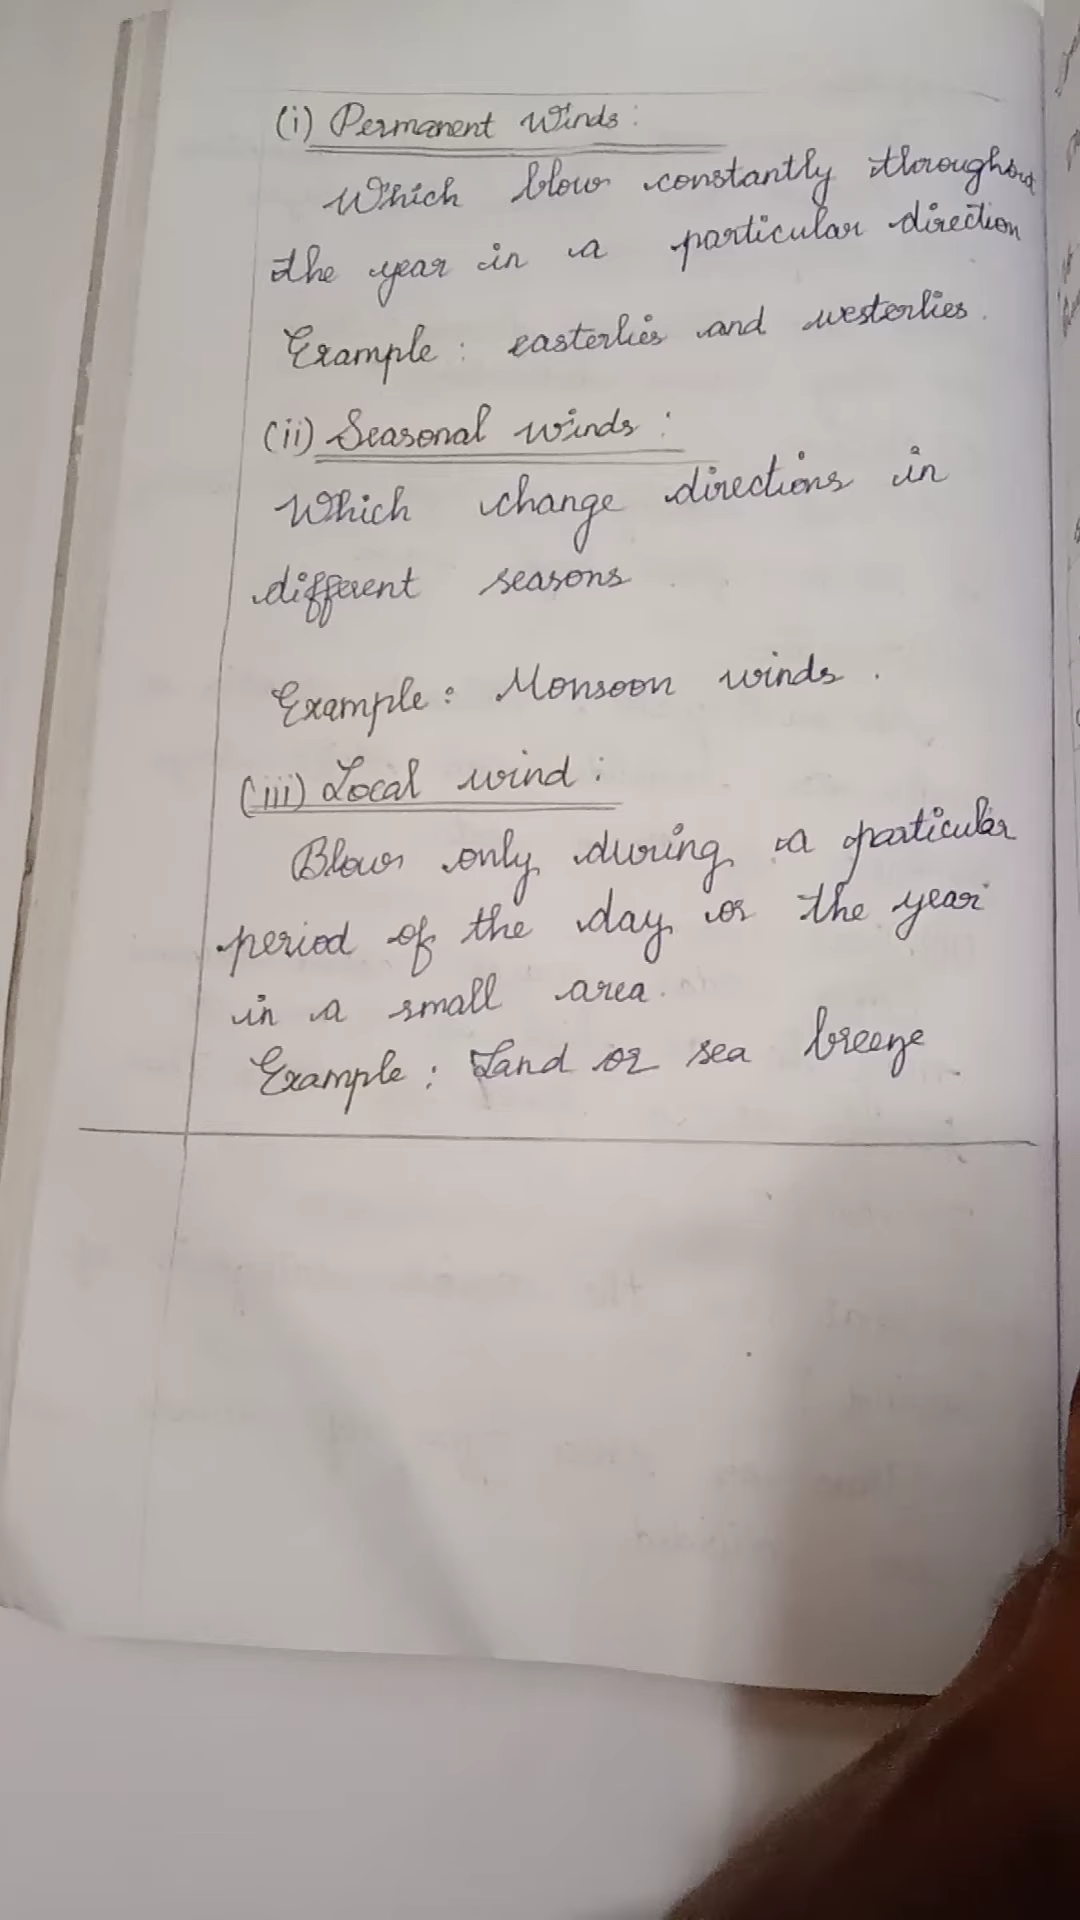 (i) Permanent Winds:
Which blow constantly throughout
the year in a particular direction
Example: easterlies and westerlies.
(ii) Seasonal winds:
Which change directions in
different seasons
Example: Monsoon winds.
(iii) Local wind:
Blows only during a particular
period of the day or the year
in a small area.
Example: Land or sea breeze